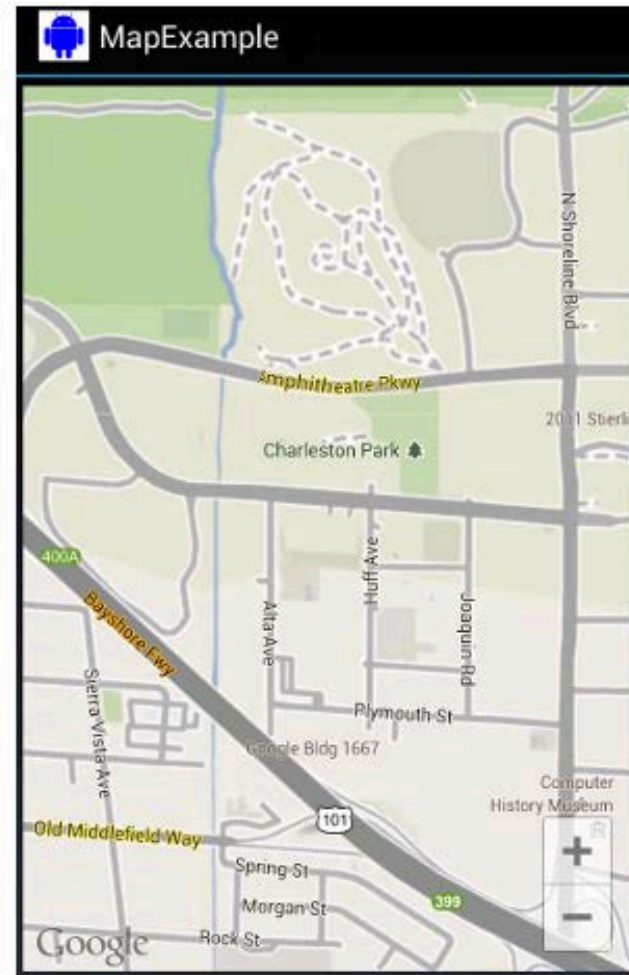 MapExample
N Shoreline Blvd
Amphitheatre Pkwy
2011 Stierli
Charleston Park
400A
Huff Ave
Bayshore Fwy
Alta Ave
Joaquin Rd
Sierra Vista Ave
Plymouth St
Google Bldg 1667
Computer
History Museum
101
Old Middlefield Way
+
Spring St
399
Morgan St
−
Rock St
Google